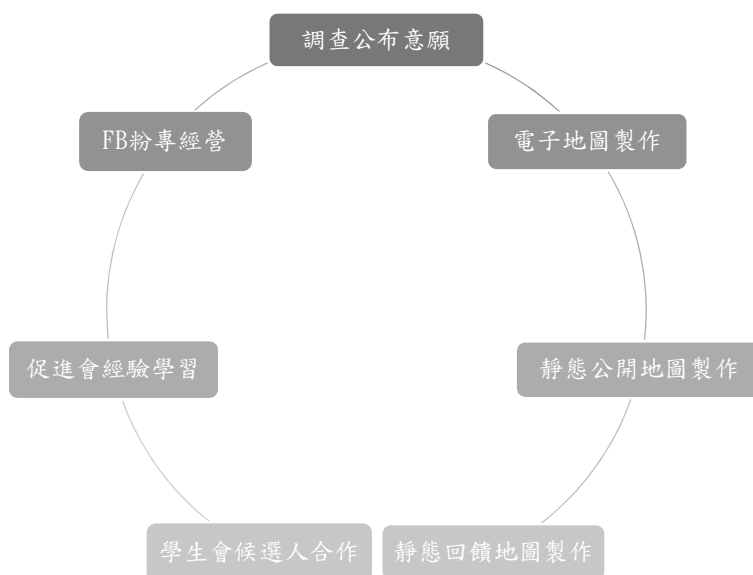 調查公布意願
電子地圖製作
靜態公開地圖製作
靜態回饋地圖製作
學生會候選人合作
促進會經驗學習
FB粉專經營